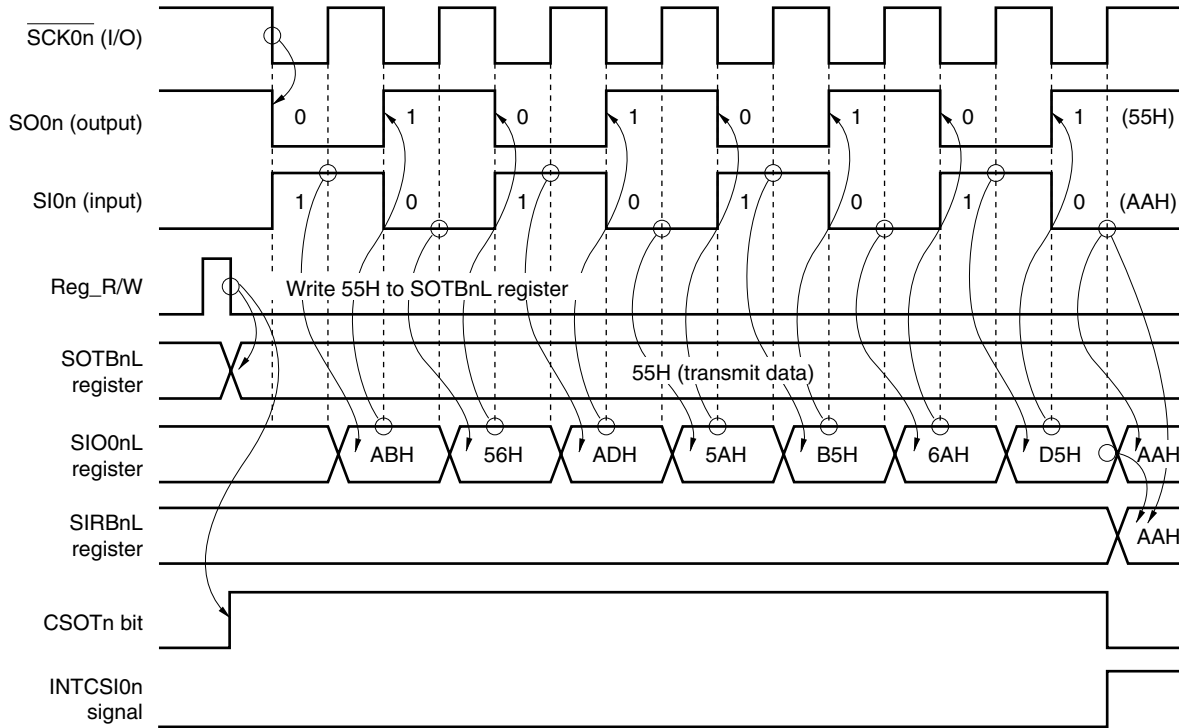 SCK0n (I/O)
SO0n (output)
0 1 0 1 0 1 0 1 (55H)
SI0n (input)
1 0 1 0 1 0 1 0 (AAH)
Reg_R/W
Write 55H to SOTBnL register
SOTBnL
register
55H (transmit data)
SIO0nL
register
ABH 56H ADH 5AH B5H 6AH D5H AAH
SIRBnL
register
AAH
CSOTn bit
INTCSI0n
signal